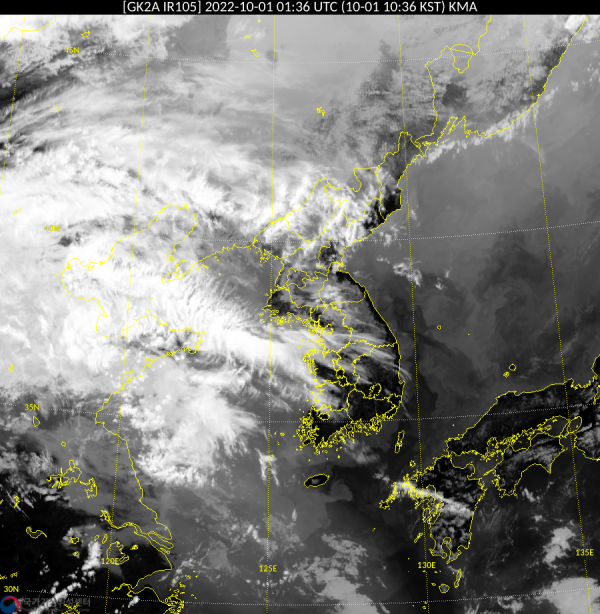 [GK2A IR105] 2022-10-01 01:36 UTC (10-01 10:36 KST) KMA
45N
40N
35N
135E
120E
125E
130E
30N